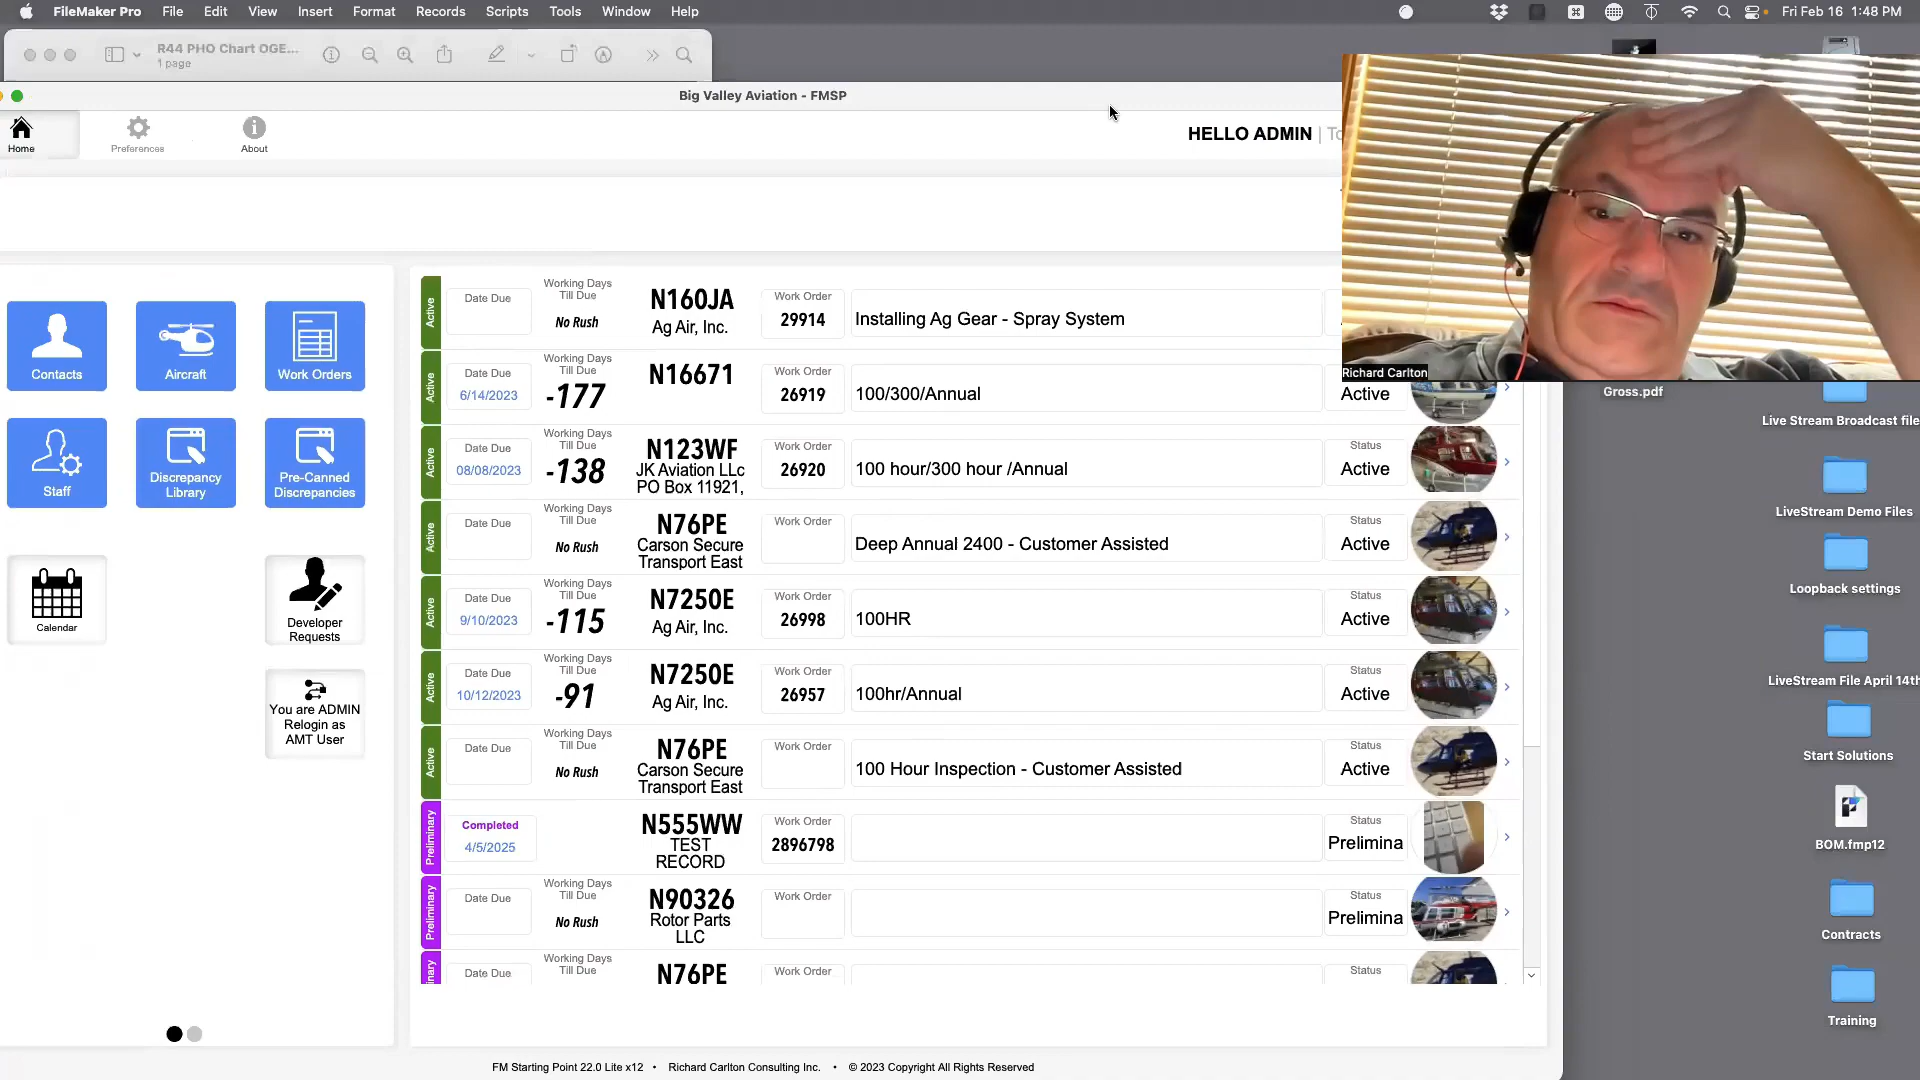 FileMaker Pro File Edit View Insert Format Records Scripts Tools Window Help
Fri Feb 16 1:48 PM
R44 PHO Chart OGE...
1 page
Big Valley Aviation - FMSP
Home
Preferences
About
HELLO ADMIN |
Richard Carlton
Contacts
Aircraft
Work Orders
Staff
Discrepancy
Library
Pre-Canned
Discrepancies
Calendar
Developer
Requests
You are ADMIN
Relogin as
AMT User
Active
Date Due
Working Days
Till Due
No Rush
N160JA
Ag Air, Inc.
Work Order
29914
Installing Ag Gear - Spray System
Active
Date Due
6/14/2023
Working Days
Till Due
-177
N16671
Work Order
26919
100/300/Annual
Active
Active
Date Due
08/08/2023
Working Days
Till Due
-138
N123WF
JK Aviation LLc
PO Box 11921,
Work Order
26920
100 hour/300 hour /Annual
Status
Active
Active
Date Due
Working Days
Till Due
No Rush
N76PE
Carson Secure
Transport East
Work Order
Deep Annual 2400 - Customer Assisted
Status
Active
Active
Date Due
9/10/2023
Working Days
Till Due
-115
N7250E
Ag Air, Inc.
Work Order
26998
100HR
Status
Active
Active
Date Due
10/12/2023
Working Days
Till Due
-91
N7250E
Ag Air, Inc.
Work Order
26957
100hr/Annual
Status
Active
Active
Date Due
Working Days
Till Due
No Rush
N76PE
Carson Secure
Transport East
Work Order
100 Hour Inspection - Customer Assisted
Status
Active
Preliminary
Completed
4/5/2025
N555WW
TEST
RECORD
Work Order
2896798
Status
Prelimina
Preliminary
Date Due
Working Days
Till Due
No Rush
N90326
Rotor Parts
LLC
Work Order
Status
Prelimina
inary
Date Due
Working Days
Till Due
N76PE
Work Order
Status
Gross.pdf
Live Stream Broadcast file
LiveStream Demo Files
Loopback settings
LiveStream File April 14th
Start Solutions
BOM.fmp12
Contracts
Training
FM Starting Point 22.0 Lite x12 • Richard Carlton Consulting Inc. • © 2023 Copyright All Rights Reserved